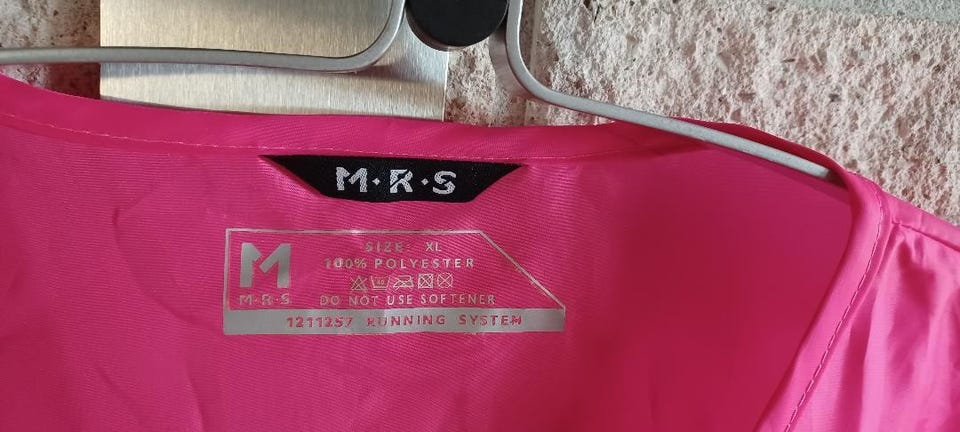 M·R·S
M
M·R·S
SIZE: XL
100% POLYESTER
DO NOT USE SOFTENER
1211257 RUNNING SYSTEM